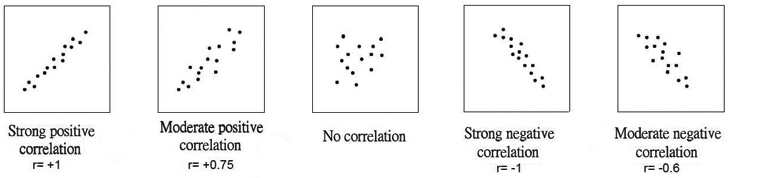 Strong positive
correlation
r= +1
Moderate positive
correlation
r= +0.75
No correlation
Strong negative
correlation
r= -1
Moderate negative
correlation
r= -0.6